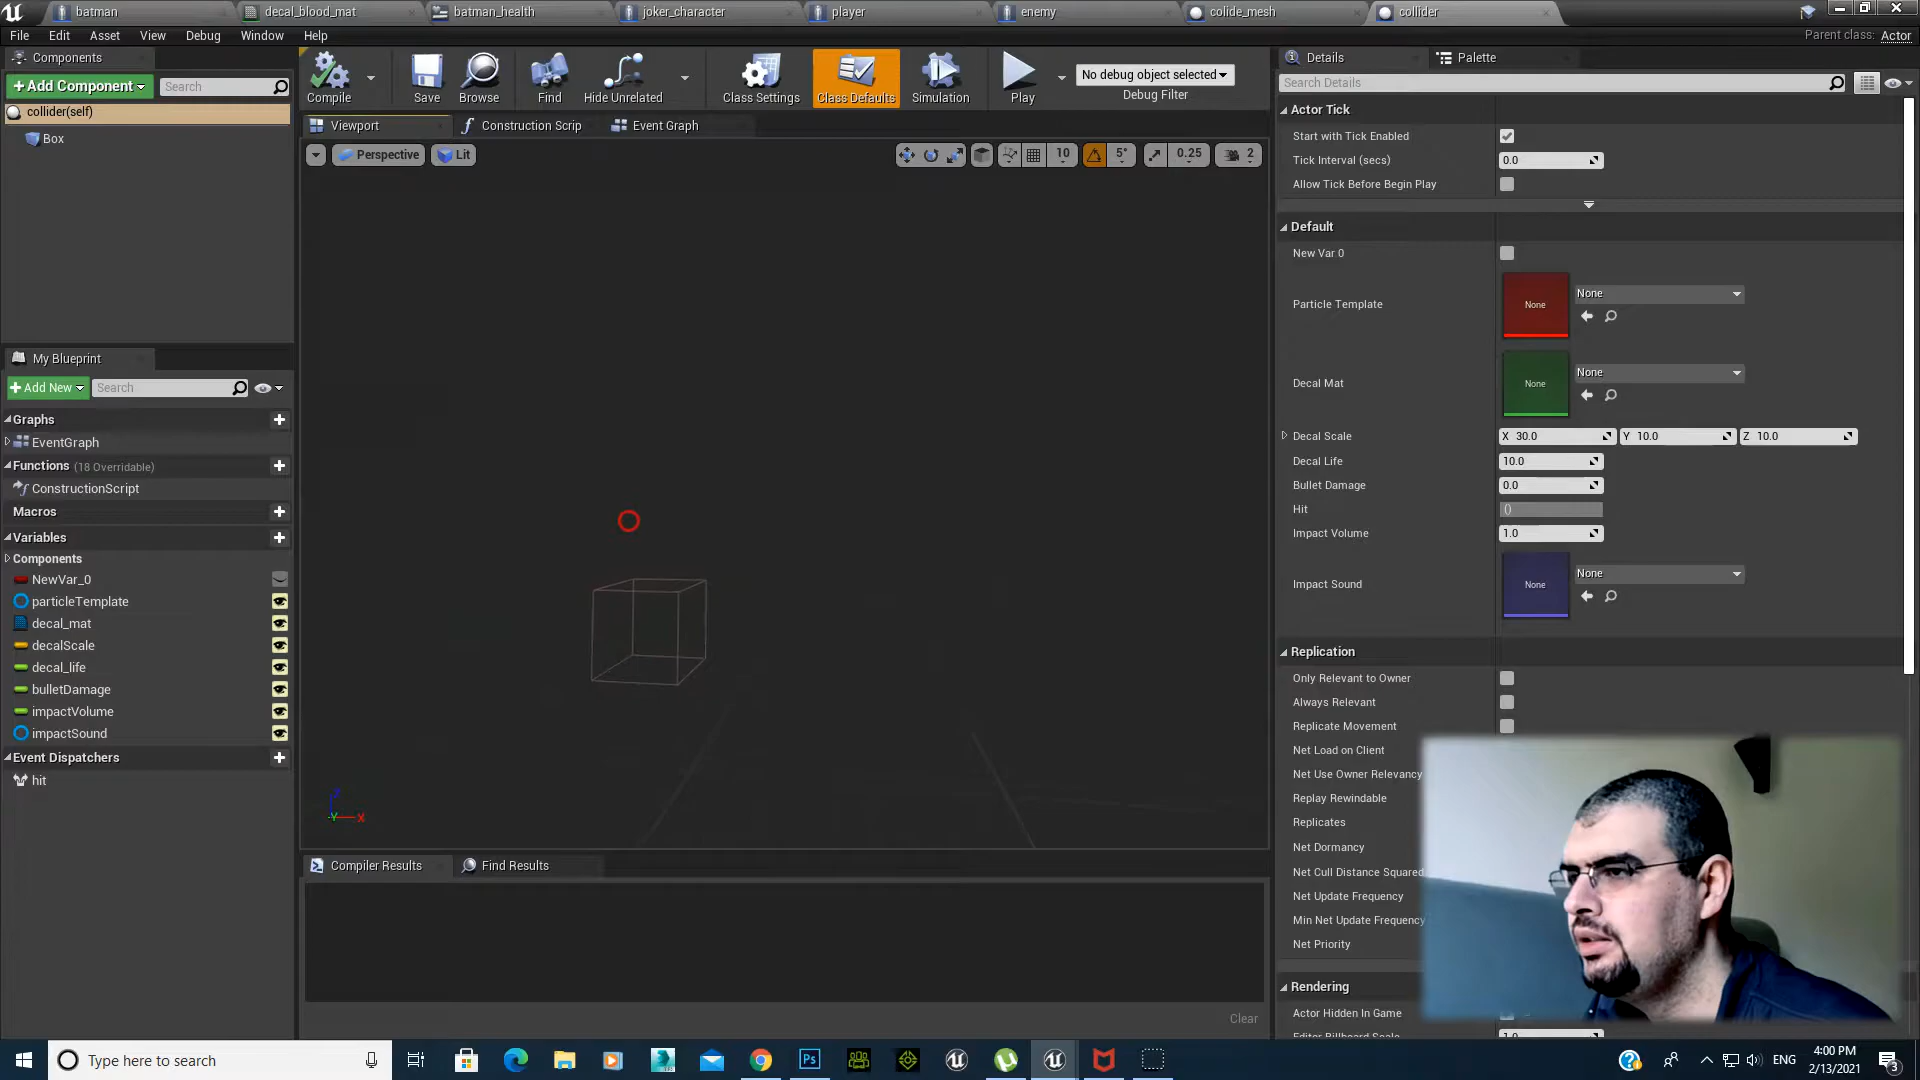 batman
decal_blood_mat
batman_health
joker_character
player
enemy
colide_mesh
collider
File Edit Asset View Debug Window Help
Parent class: Actor
Components
Add Component
Search
collider(self)
Box
Compile
Save
Browse
Find
Hide Unrelated
Class Settings
Class Defaults
Simulation
Play
No debug object selected
Debug Filter
Viewport
Construction Scrip
Event Graph
Perspective
Lit
10
5°
0.25
2
My Blueprint
Add New
Search
Graphs
EventGraph
Functions (18 Overridable)
ConstructionScript
Macros
Variables
Components
NewVar_0
particleTemplate
decal_mat
decalScale
decal_life
bulletDamage
impactVolume
impactSound
Event Dispatchers
hit
X
Y
Compiler Results
Find Results
Clear
Details
Palette
Search Details
Actor Tick
Start with Tick Enabled
Tick Interval (secs) 0.0
Allow Tick Before Begin Play
Default
New Var 0
Particle Template None None
Decal Mat None None
Decal Scale X 30.0 Y 10.0 Z 10.0
Decal Life 10.0
Bullet Damage 0.0
Hit ()
Impact Volume 1.0
Impact Sound None None
Replication
Only Relevant to Owner
Always Relevant
Replicate Movement
Net Load on Client
Net Use Owner Relevancy
Replay Rewindable
Replicates
Net Dormancy
Net Cull Distance Squared
Net Update Frequency
Min Net Update Frequency
Net Priority
Rendering
Actor Hidden In Game
Editor Billboard Scale 1.0
Type here to search
Ps
ENG
4:00 PM
2/13/2021
3